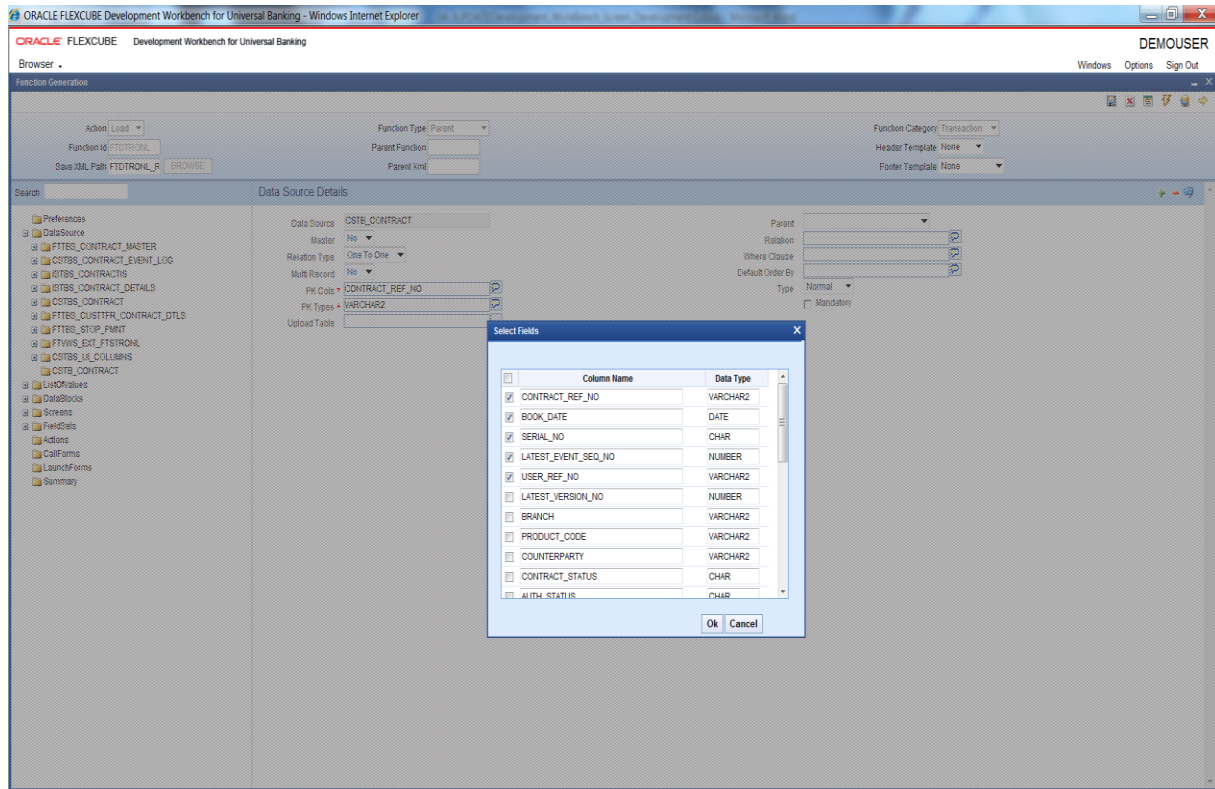 ORACLE FLEXCUBE Development Workbench for Universal Banking - Windows Internet Explorer
ORACLE FLEXCUBE Development Workbench for Universal Banking
DEMOUSER
Browser
Windows Options Sign Out
Function Generation
Action Load Function Type Parent Function Category Transaction
Function Id FTDTRONL Parent Function Header Template None
Save XML Path FTDTRONL_R BROWSE Parent Xml Footer Template None
Search Data Source Details
Preferences
DataSource
FTTBS_CONTRACT_MASTER
CSTBS_CONTRACT_EVENT_LOG
ISTBS_CONTRACTIS
ISTBS_CONTRACT_DETAILS
CSTBS_CONTRACT
FTTBS_CUSTTFR_CONTRACT_DTLS
FTTBS_STOP_PMNT
FTVWS_EXT_FTSTRONL
CSTBS_UI_COLUMNS
CSTB_CONTRACT
ListOfValues
DataBlocks
Screens
FieldSets
Actions
CallForms
LaunchForms
Summary
Data Source CSTB_CONTRACT Parent
Master No Relation
Relation Type One To One Where Clause
Multi Record No Default Order By
PK Cols * CONTRACT_REF_NO Type Normal
PK Types * VARCHAR2 Mandatory
Upload Table
Select Fields X
Column Name Data Type
CONTRACT_REF_NO VARCHAR2
BOOK_DATE DATE
SERIAL_NO CHAR
LATEST_EVENT_SEQ_NO NUMBER
USER_REF_NO VARCHAR2
LATEST_VERSION_NO NUMBER
BRANCH VARCHAR2
PRODUCT_CODE VARCHAR2
COUNTERPARTY VARCHAR2
CONTRACT_STATUS CHAR
AUTH_STATUS CHAR
Ok Cancel